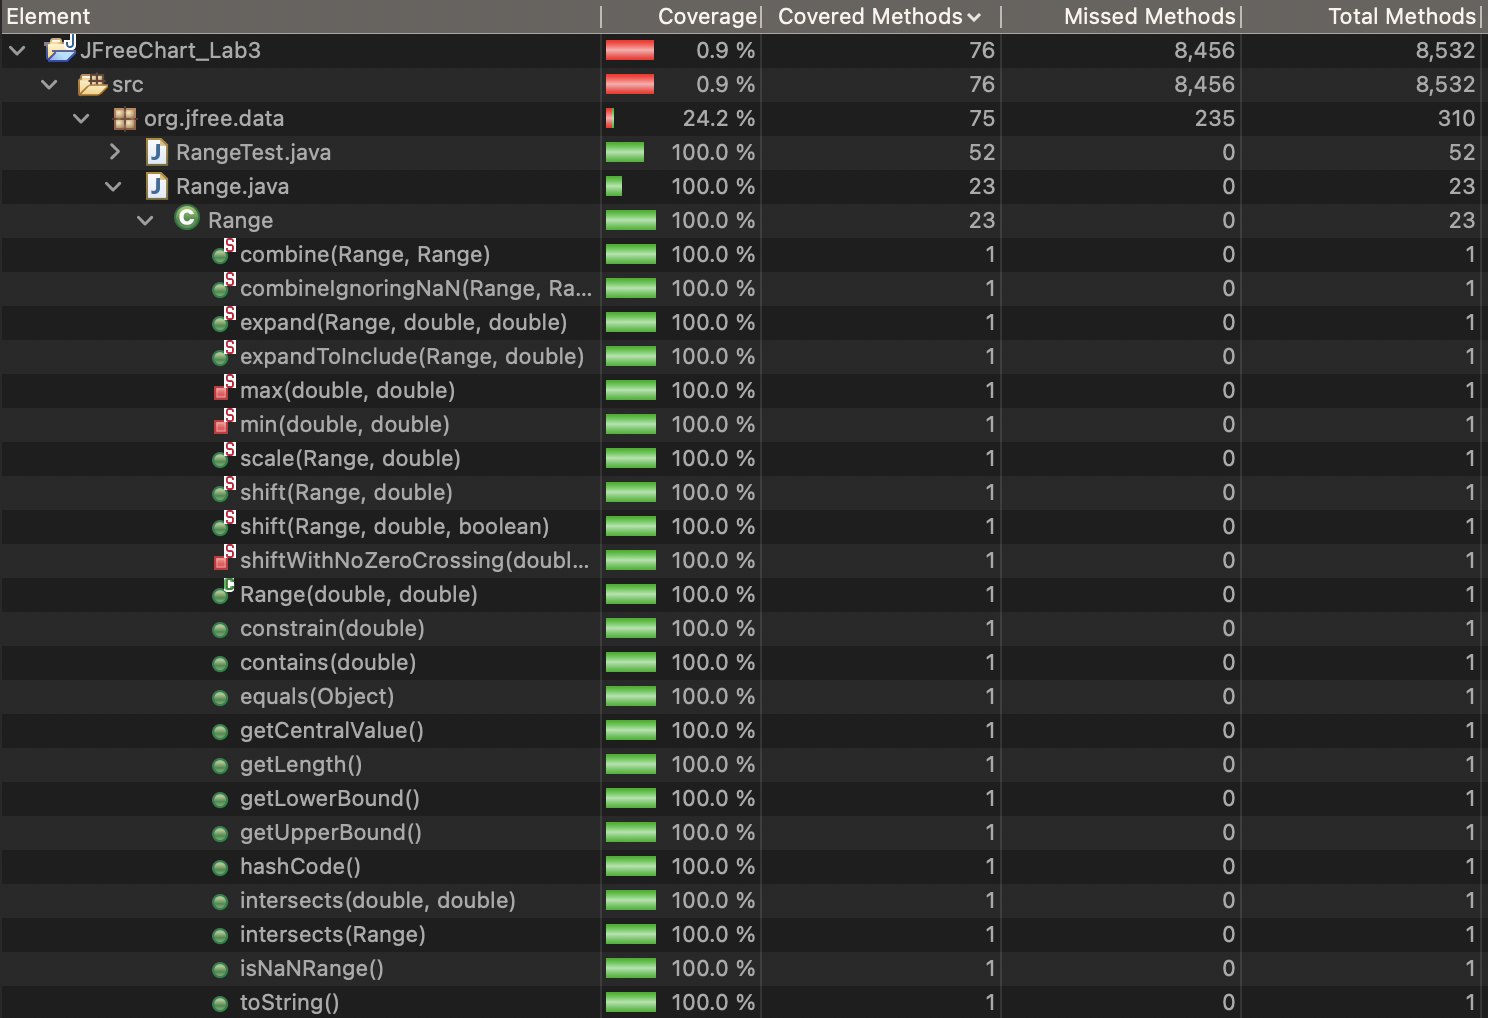 Element Coverage Covered Methods Missed Methods Total Methods
JFreeChart_Lab3 0.9 % 76 8,456 8,532
src 0.9 % 76 8,456 8,532
org.jfree.data 24.2 % 75 235 310
RangeTest.java 100.0 % 52 0 52
Range.java 100.0 % 23 0 23
Range 100.0 % 23 0 23
combine(Range, Range) 100.0 % 1 0 1
combineIgnoringNaN(Range, Ra... 100.0 % 1 0 1
expand(Range, double, double) 100.0 % 1 0 1
expandToInclude(Range, double) 100.0 % 1 0 1
max(double, double) 100.0 % 1 0 1
min(double, double) 100.0 % 1 0 1
scale(Range, double) 100.0 % 1 0 1
shift(Range, double) 100.0 % 1 0 1
shift(Range, double, boolean) 100.0 % 1 0 1
shiftWithNoZeroCrossing(doubl... 100.0 % 1 0 1
Range(double, double) 100.0 % 1 0 1
constrain(double) 100.0 % 1 0 1
contains(double) 100.0 % 1 0 1
equals(Object) 100.0 % 1 0 1
getCentralValue() 100.0 % 1 0 1
getLength() 100.0 % 1 0 1
getLowerBound() 100.0 % 1 0 1
getUpperBound() 100.0 % 1 0 1
hashCode() 100.0 % 1 0 1
intersects(double, double) 100.0 % 1 0 1
intersects(Range) 100.0 % 1 0 1
isNaNRange() 100.0 % 1 0 1
toString() 100.0 % 1 0 1